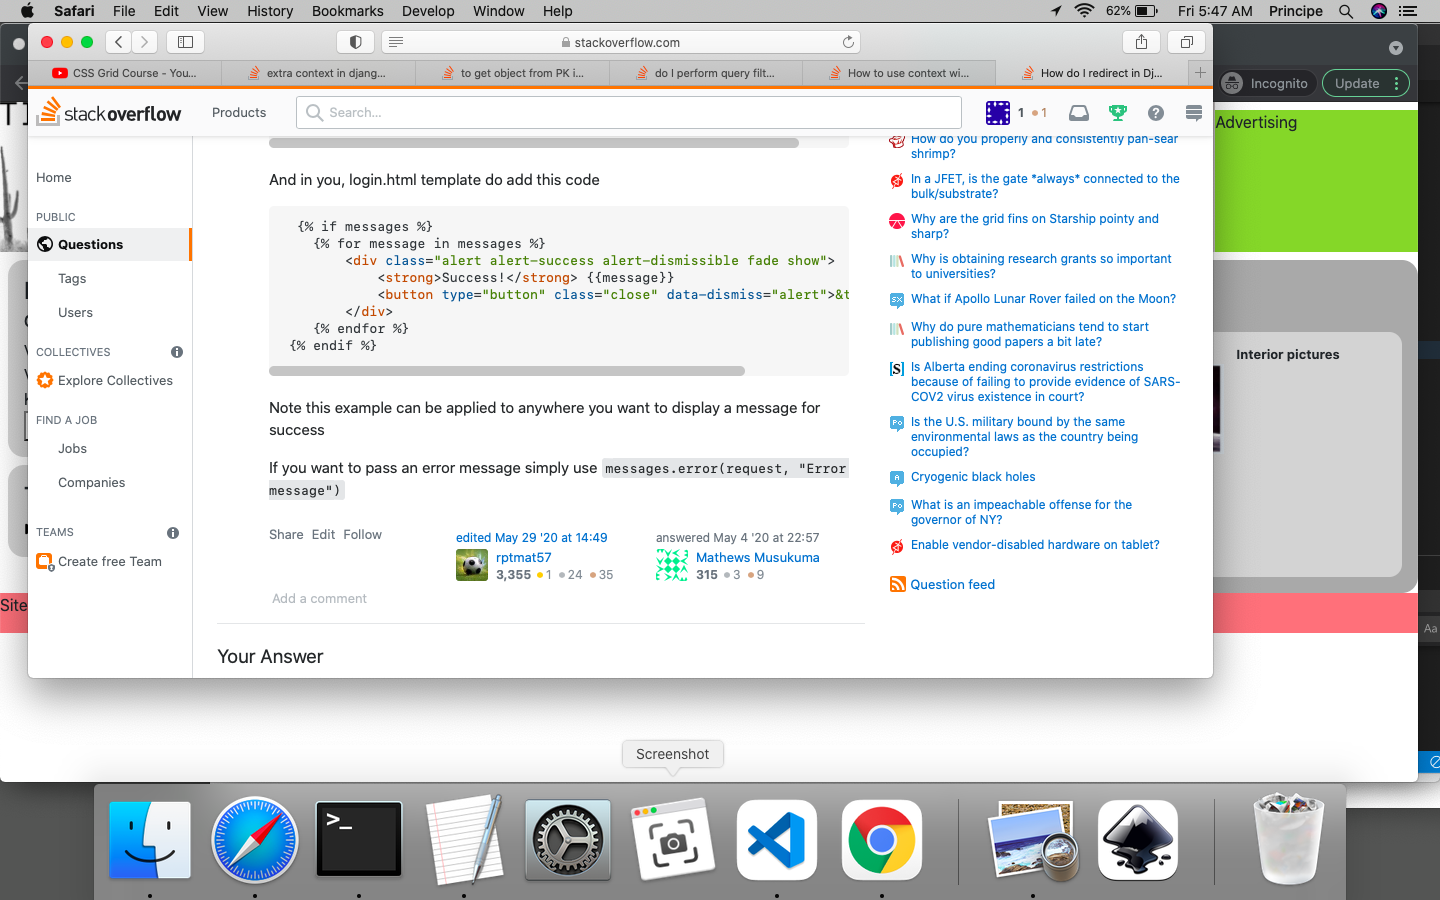 Safari File Edit View History Bookmarks Develop Window Help 62% Fri 5:47 AM Principe
stackoverflow.com
CSS Grid Course - You... extra context in djang... to get object from PK i... do I perform query filt... How to use context wi... How do I redirect in Dj...
Incognito Update
stackoverflow Products Search... 1 1
Advertising
Home
PUBLIC
Questions
Tags
Users
COLLECTIVES
Explore Collectives
FIND A JOB
Jobs
Companies
TEAMS
Create free Team
And in you, login.html template do add this code
{% if messages %}
{% for message in messages %}
<div class="alert alert-success alert-dismissible fade show">
<strong>Success!</strong> {{message}}
<button type="button" class="close" data-dismiss="alert">&t
</div>
{% endfor %}
{% endif %}
Note this example can be applied to anywhere you want to display a message for
success
If you want to pass an error message simply use messages.error(request, "Error
message")
Share Edit Follow
edited May 29 '20 at 14:49
rptmat57
3,355 1 24 35
answered May 4 '20 at 22:57
Mathews Musukuma
315 3 9
Add a comment
Your Answer
How do you properly and consistently pan-sear
shrimp?
In a JFET, is the gate *always* connected to the
bulk/substrate?
Why are the grid fins on Starship pointy and
sharp?
Why is obtaining research grants so important
to universities?
What if Apollo Lunar Rover failed on the Moon?
Why do pure mathematicians tend to start
publishing good papers a bit late?
Is Alberta ending coronavirus restrictions
because of failing to provide evidence of SARS-
COV2 virus existence in court?
Is the U.S. military bound by the same
environmental laws as the country being
occupied?
Cryogenic black holes
What is an impeachable offense for the
governor of NY?
Enable vendor-disabled hardware on tablet?
Question feed
Interior pictures
Site
Aa
Screenshot
>_